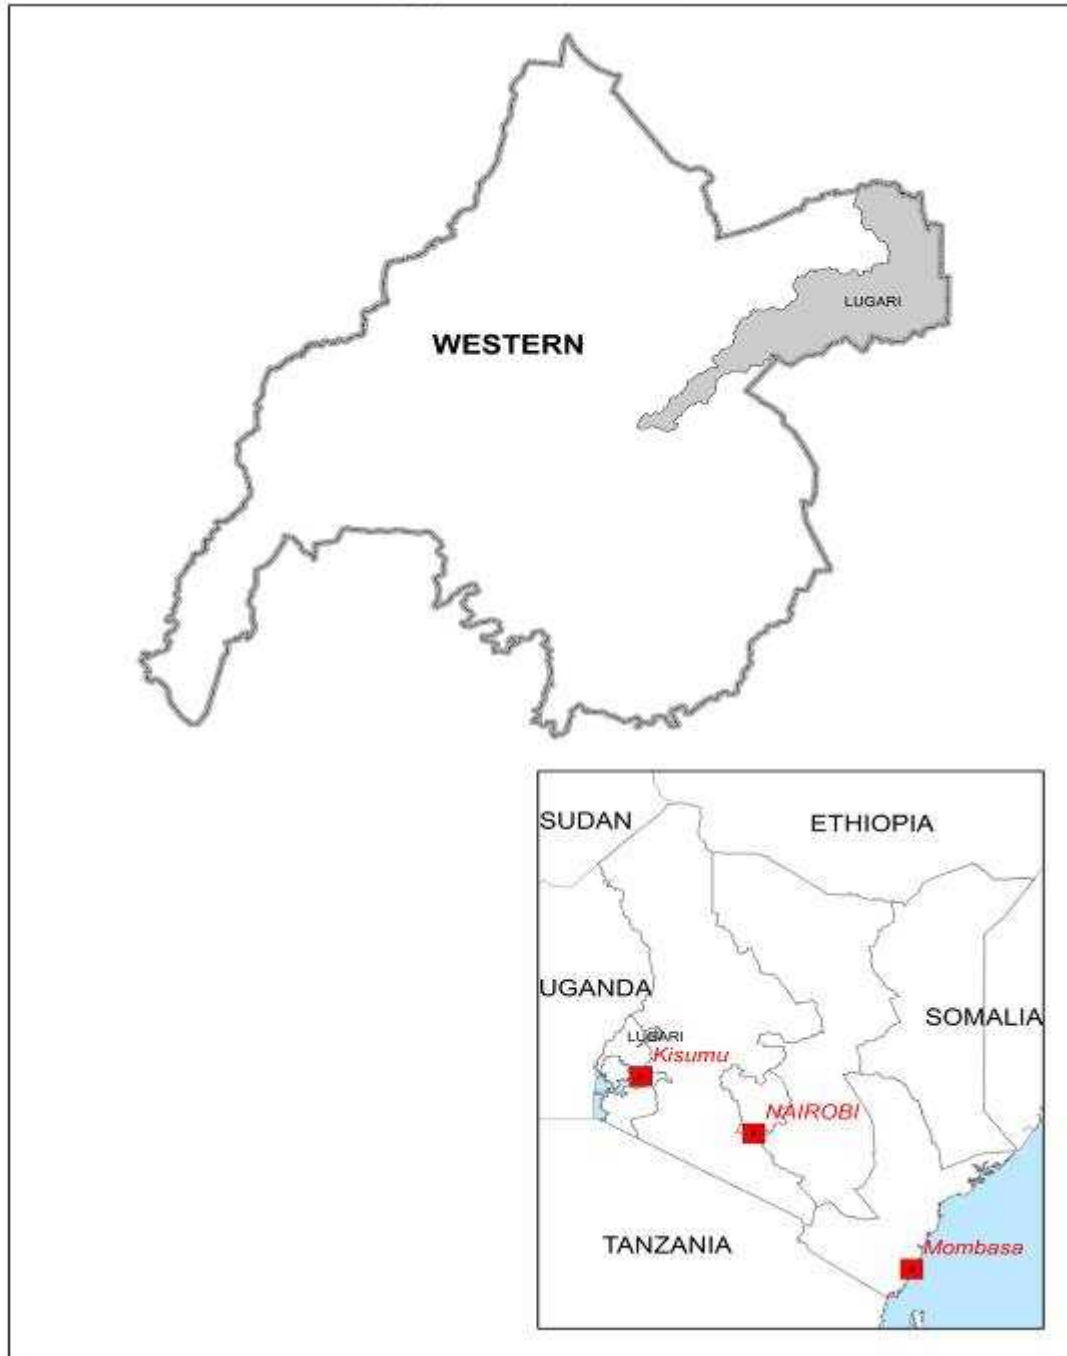 LUGARI
WESTERN
SUDAN
ETHIOPIA
UGANDA
SOMALIA
LUGARI
Kisumu
NAIROBI
TANZANIA
Mombasa